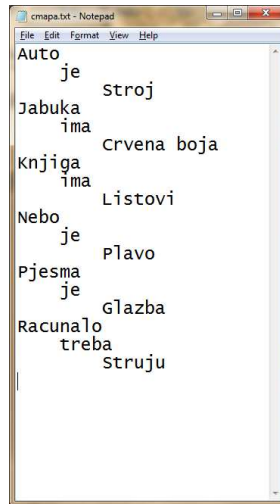 cmapa.txt - Notepad
File Edit Format View Help
Auto
je
Stroj
Jabuka
ima
Crvena boja
Knjiga
ima
Listovi
Nebo
je
Plavo
Pjesma
je
Glazba
Racunalo
treba
Struju